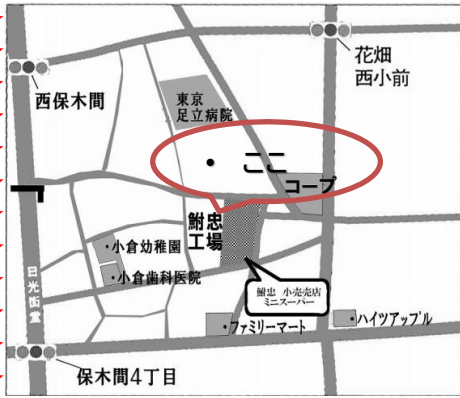 花畑
西小前
西保木間
東京
足立病院
・ ここ
コープ
鮒忠
工場
・小倉幼稚園
・小倉歯科医院
日光街道
鮒忠 小売売店
ミニスーパー
・ファミリーマート
・ハイツアップル
保木間4丁目